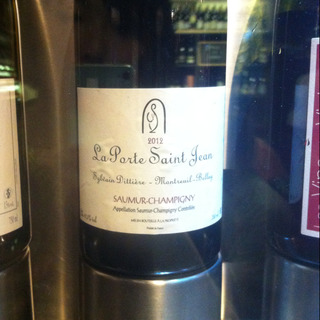 2012
La Porte Saint Jean
Sylvain Dittière - Montreuil-Bellay
SAUMUR-CHAMPIGNY
Appellation Saumur-Champigny Contrôlée